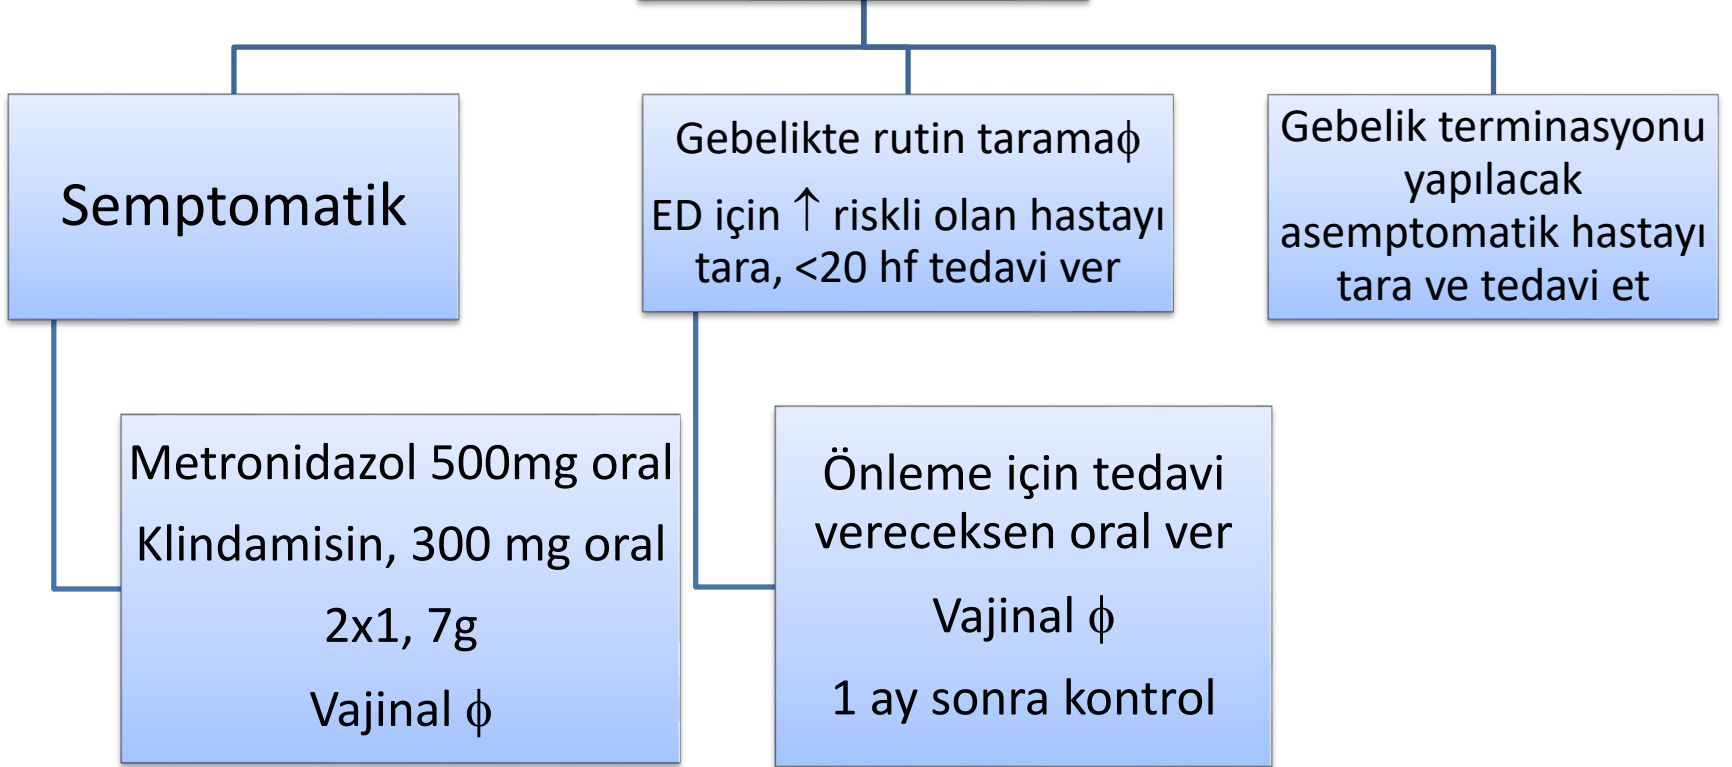 Semptomatik
Gebelikte rutin taramaϕ
ED için ↑ riskli olan hastayı
tara, <20 hf tedavi ver
Gebelik terminasyonu
yapılacak
asemptomatik hastayı
tara ve tedavi et
Metronidazol 500mg oral
Klindamisin, 300 mg oral
2x1, 7g
Vajinal ϕ
Önleme için tedavi
vereceksen oral ver
Vajinal ϕ
1 ay sonra kontrol